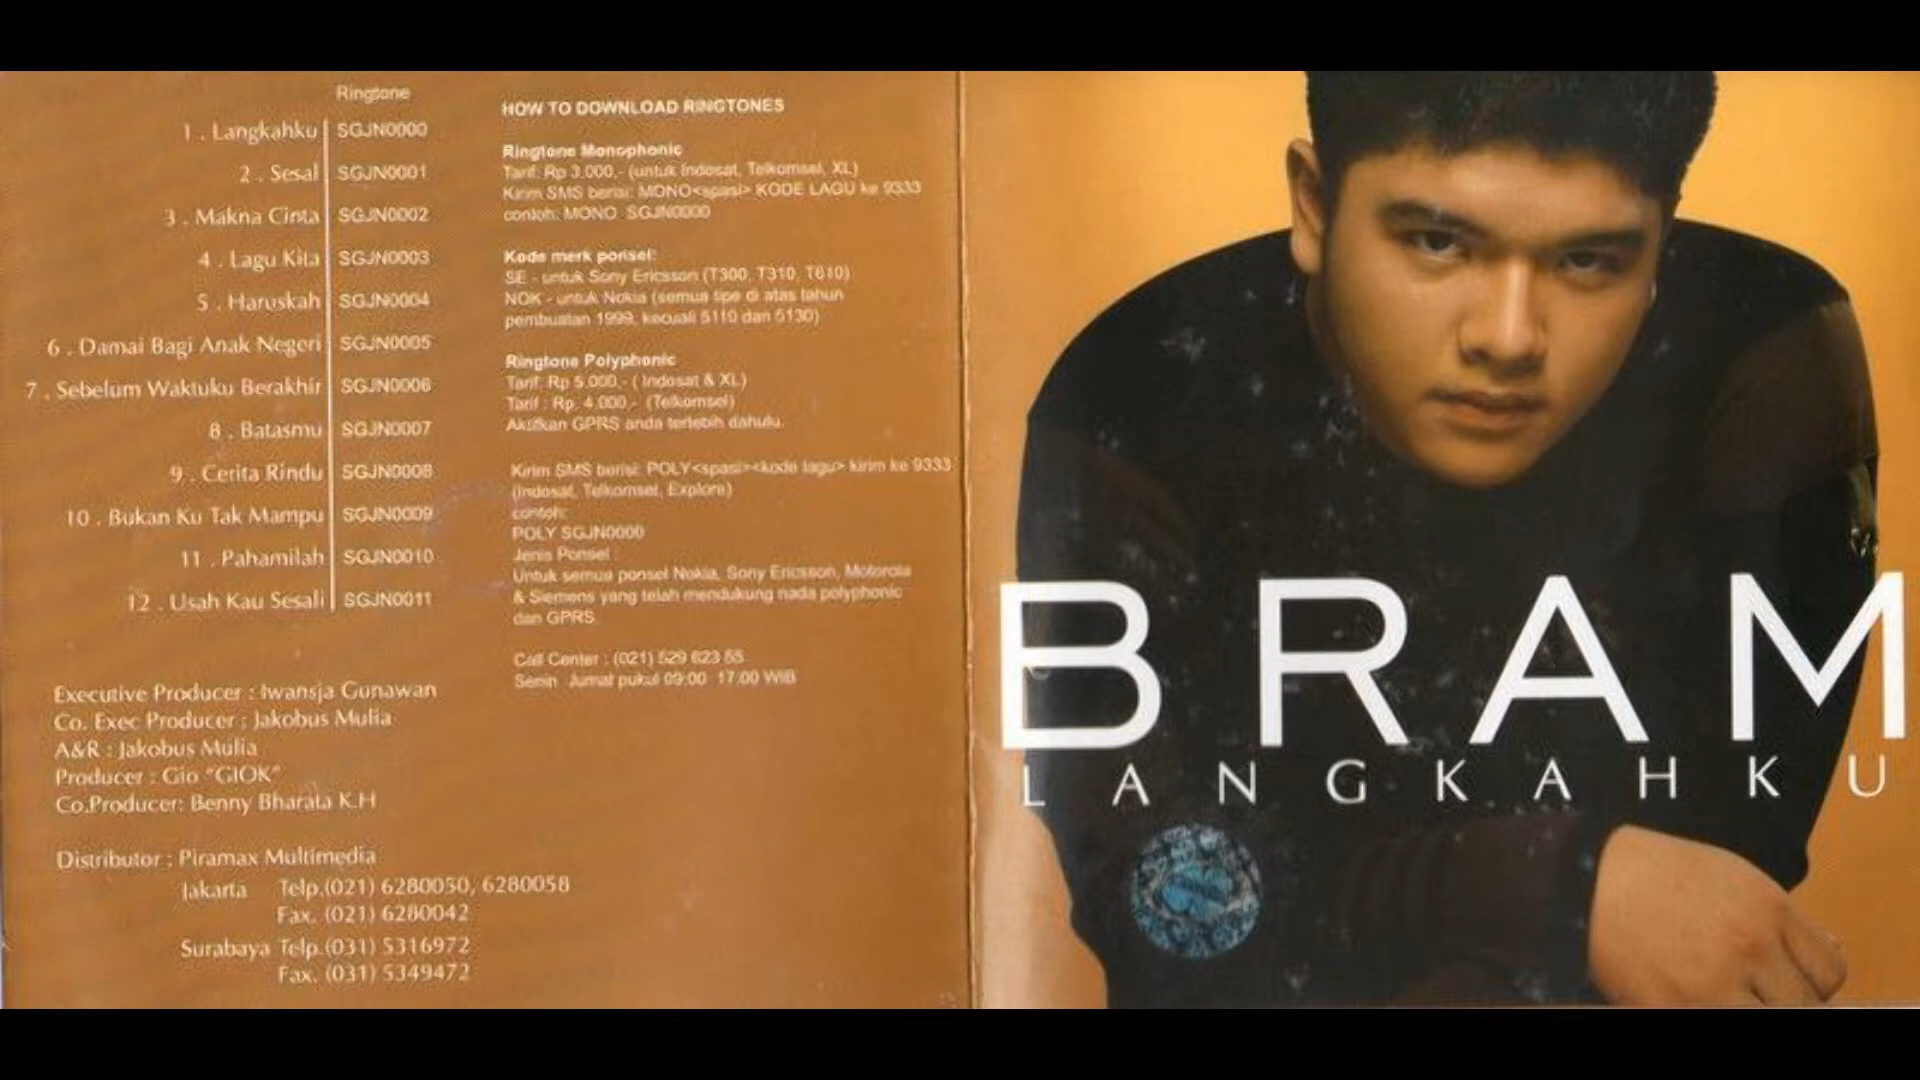 Ringtone
1 . Langkahku SGJN0000
2 . Sesal SGJN0001
3 . Makna Cinta SGJN0002
4 . Lagu Kita SGJN0003
5 . Haruskah SGJN0004
6 . Damai Bagi Anak Negeri SGJN0005
7 . Sebelum Waktuku Berakhir SGJN0006
8 . Batasmu SGJN0007
9 . Cerita Rindu SGJN0008
10 . Bukan Ku Tak Mampu SGJN0009
11 . Pahamilah SGJN0010
12 . Usah Kau Sesali SGJN0011
Executive Producer : Iwansja Gunawan
Co. Exec Producer : Jakobus Mulia
A&R : Jakobus Mulia
Producer : Gio "GIOK"
Co.Producer: Benny Bharata K.H
Distributor : Piramax Multimedia
Jakarta Telp.(021) 6280050, 6280058
Fax. (021) 6280042
Surabaya Telp.(031) 5316972
Fax. (031) 5349472
HOW TO DOWNLOAD RINGTONES
Ringtone Monophonic
Tarif: Rp 3.000,- (untuk Indosat, Telkomsel, XL)
Kirim SMS berisi: MONO<spasi> KODE LAGU ke 9333
contoh: MONO SGJN0000
Kode merk ponsel:
SE - untuk Sony Ericsson (T300, T310, T610)
NOK - untuk Nokia (semua tipe di atas tahun
pembuatan 1999, kecuali 5110 dan 5130)
Ringtone Polyphonic
Tarif: Rp 5.000,- ( Indosat & XL)
Tarif : Rp. 4.000,- (Telkomsel)
Aktifkan GPRS anda terlebih dahulu.
Kirim SMS berisi: POLY<spasi><kode lagu> kirim ke 9333
(Indosat, Telkomsel, Explore)
contoh:
POLY SGJN0000
Jenis Ponsel :
Untuk semua ponsel Nokia, Sony Ericsson, Motorola
& Siemens yang telah mendukung nada polyphonic
dan GPRS
Call Center : (021) 529 623 55
Senin Jumat pukul 09:00 17.00 WIB
BRAM
LANGKAHKU